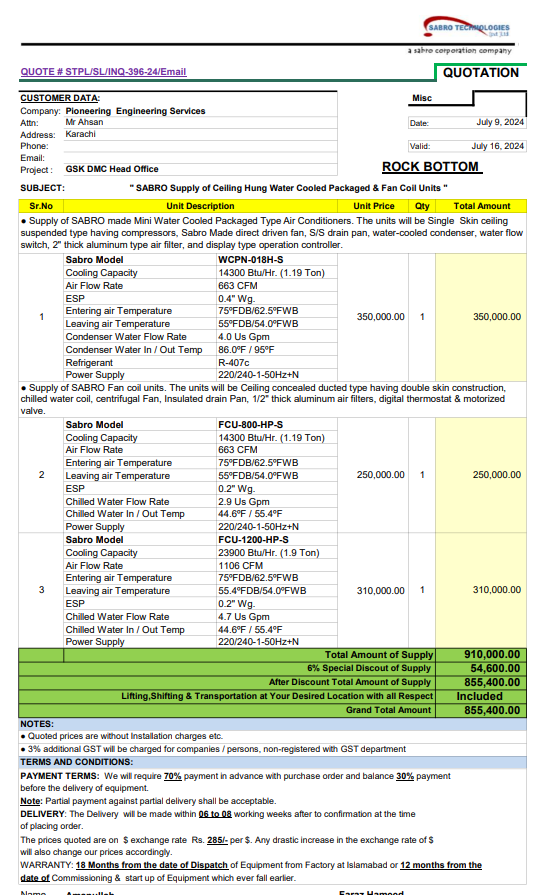 SABRO TECHNOLOGIES
(pvt) Ltd
a sabro corporation company
QUOTE # STPL/SL/INQ-396-24/Email
QUOTATION
CUSTOMER DATA:
Misc
Company: Pioneering Engineering Services
Attn: Mr Ahsan
Date: July 9, 2024
Address: Karachi
Phone:
Valid: July 16, 2024
Email:
Project : GSK DMC Head Office
ROCK BOTTOM
SUBJECT: " SABRO Supply of Ceiling Hung Water Cooled Packaged & Fan Coil Units "
Sr.No Unit Description Unit Price Qty Total Amount
● Supply of SABRO made Mini Water Cooled Packaged Type Air Conditioners. The units will be Single Skin ceiling
suspended type having compressors, Sabro Made direct driven fan, S/S drain pan, water-cooled condenser, water flow
switch, 2" thick aluminum type air filter, and display type operation controller.
Sabro Model WCPN-018H-S
Cooling Capacity 14300 Btu/Hr. (1.19 Ton)
Air Flow Rate 663 CFM
ESP 0.4" Wg.
Entering air Temperature 75ºFDB/62.5ºFWB
1 350,000.00 1 350,000.00
Leaving air Temperature 55ºFDB/54.0ºFWB
Condenser Water Flow Rate 4.0 Us Gpm
Condenser Water In / Out Temp 86.0ºF / 95ºF
Refrigerant R-407c
Power Supply 220/240-1-50Hz+N
● Supply of SABRO Fan coil units. The units will be Ceiling concealed ducted type having double skin construction,
chilled water coil, centrifugal Fan, Insulated drain Pan, 1/2" thick aluminum air filters, digital thermostat & motorized
valve.
Sabro Model FCU-800-HP-S
Cooling Capacity 14300 Btu/Hr. (1.19 Ton)
Air Flow Rate 663 CFM
Entering air Temperature 75ºFDB/62.5ºFWB
2 Leaving air Temperature 55ºFDB/54.0ºFWB 250,000.00 1 250,000.00
ESP 0.2" Wg.
Chilled Water Flow Rate 2.9 Us Gpm
Chilled Water In / Out Temp 44.6ºF / 55.4ºF
Power Supply 220/240-1-50Hz+N
Sabro Model FCU-1200-HP-S
Cooling Capacity 23900 Btu/Hr. (1.9 Ton)
Air Flow Rate 1106 CFM
Entering air Temperature 75ºFDB/62.5ºFWB
3 Leaving air Temperature 55.4ºFDB/54.0ºFWB 310,000.00 1 310,000.00
ESP 0.2" Wg.
Chilled Water Flow Rate 4.7 Us Gpm
Chilled Water In / Out Temp 44.6ºF / 55.4ºF
Power Supply 220/240-1-50Hz+N
Total Amount of Supply 910,000.00
6% Special Discout of Supply 54,600.00
After Discount Total Amount of Supply 855,400.00
Lifting,Shifting & Transportation at Your Desired Location with all Respect Included
Grand Total Amount 855,400.00
NOTES:
● Quoted prices are without Installation charges etc.
● 3% additional GST will be charged for companies / persons, non-registered with GST department
TERMS AND CONDITIONS:
PAYMENT TERMS: We will require 70% payment in advance with purchase order and balance 30% payment
before the delivery of equipment.
Note: Partial payment against partial delivery shall be acceptable.
DELIVERY: The Delivery will be made within 06 to 08 working weeks after to confirmation at the time
of placing order.
The prices quoted are on $ exchange rate Rs. 285/- per $. Any drastic increase in the exchange rate of $
will also change our prices accordingly.
WARRANTY: 18 Months from the date of Dispatch of Equipment from Factory at Islamabad or 12 months from the
date of Commissioning & start up of Equipment which ever fall earlier.
Name Amanullah Faraz Hameed